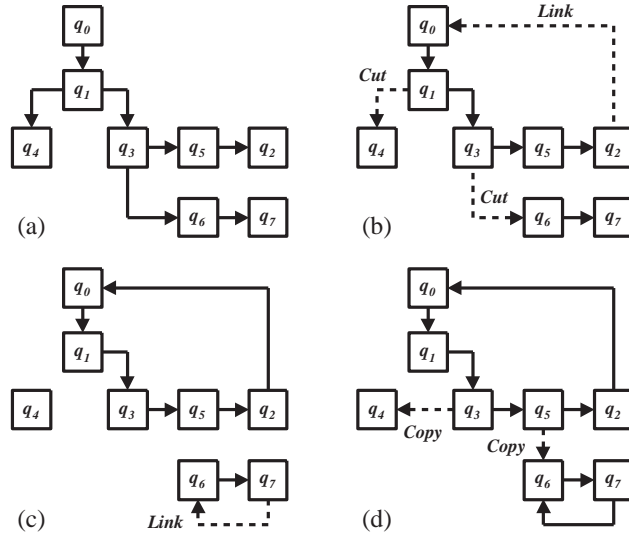 q0
q1
q4 q3 q5 q2
q6 q7
(a)
Link
q0
Cut
q1
q4 q3 q5 q2
Cut
q6 q7
(b)
q0
q1
q4 q3 q5 q2
q6 q7
Link
(c)
q0
q1
q4 q3 q5 q2
Copy
Copy
q6 q7
(d)